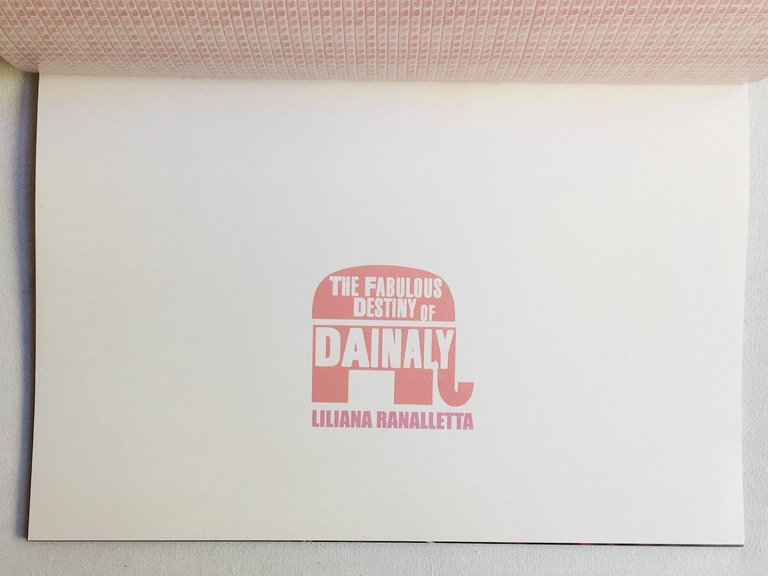 THE FABULOUS
DESTINY OF
DAINALY
LILIANA RANALLETTA